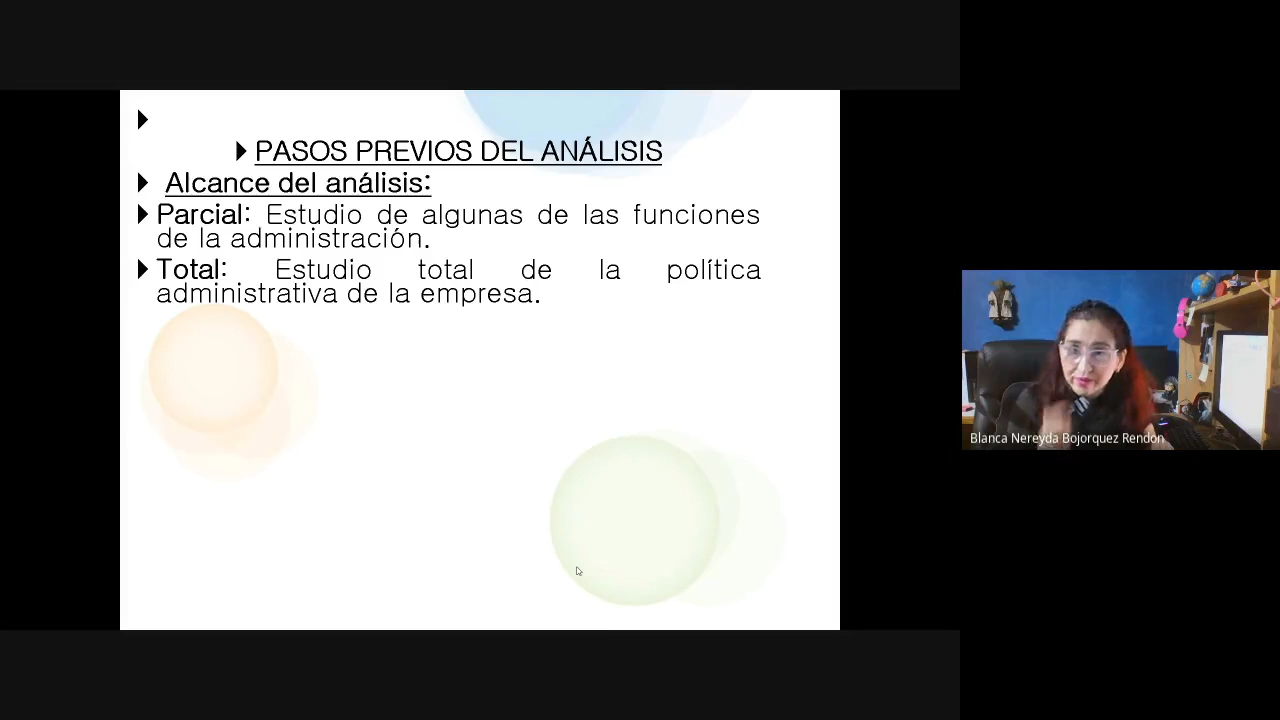 PASOS PREVIOS DEL ANÁLISIS
Alcance del análisis:
Parcial: Estudio de algunas de las funciones
de la administración.
Total: Estudio total de la política
administrativa de la empresa.
Blanca Nereyda Bojorquez Rendon